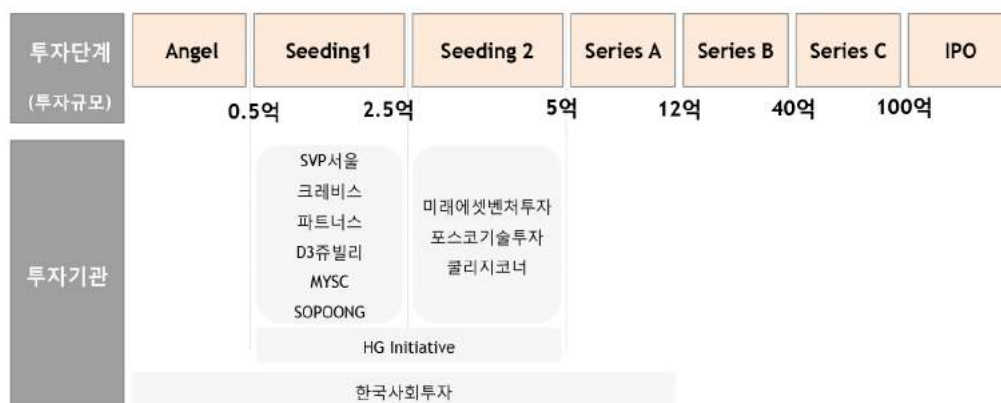 투자단계
(투자규모)
Angel
Seeding1
Seeding 2
Series A
Series B
Series C
IPO
0.5억
2.5억
5억
12억
40억
100억
투자기관
SVP서울
크레비스
파트너스
D3쥬빌리
MYSC
SOPOONG
미래에셋벤처투자
포스코기술투자
쿨리지코너
HG Initiative
한국사회투자